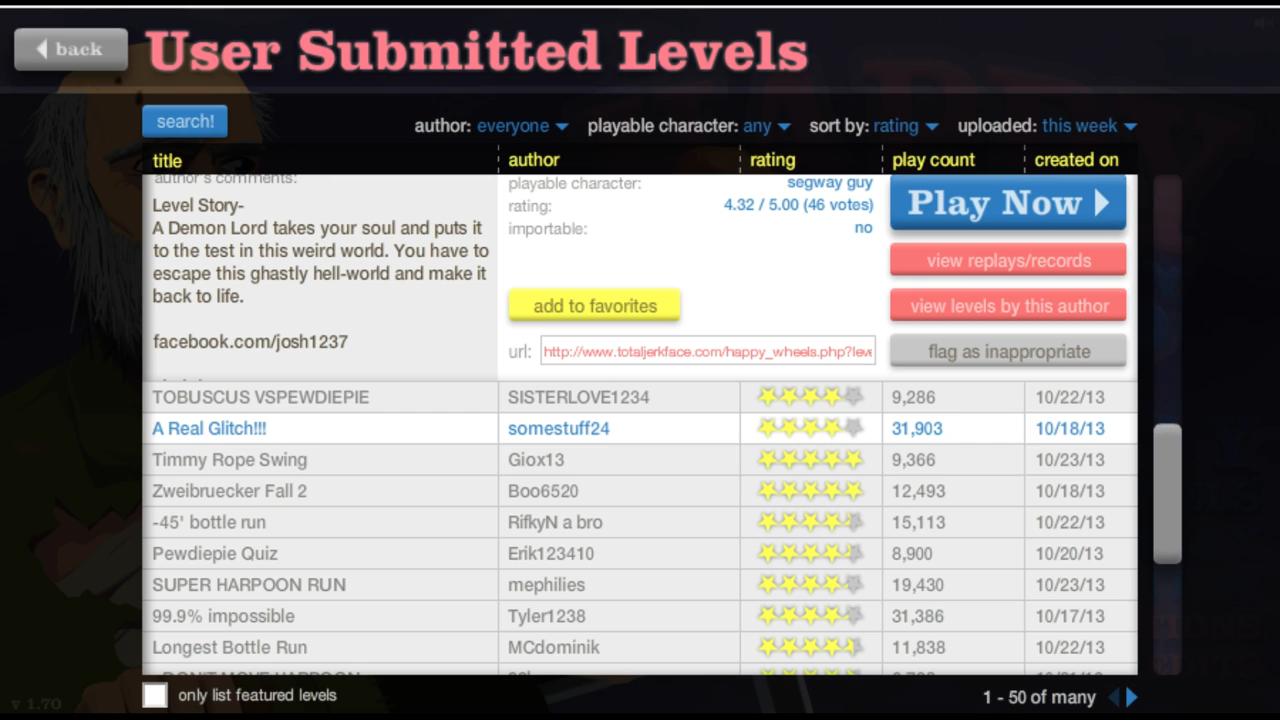 back
User Submitted Levels
search!
author: everyone playable character: any sort by: rating uploaded: this week
title author rating play count created on
author's comments:
Level Story-
A Demon Lord takes your soul and puts it
to the test in this weird world. You have to
escape this ghastly hell-world and make it
back to life.
facebook.com/josh1237
playable character: segway guy
rating: 4.32 / 5.00 (46 votes)
importable: no
add to favorites
url: http://www.totaljerkface.com/happy_wheels.php?leve
Play Now
view replays/records
view levels by this author
flag as inappropriate
TOBUSCUS VSPEWDIEPIE SISTERLOVE1234 9,286 10/22/13
A Real Glitch!!! somestuff24 31,903 10/18/13
Timmy Rope Swing Giox13 9,366 10/23/13
Zweibruecker Fall 2 Boo6520 12,493 10/18/13
-45' bottle run RifkyN a bro 15,113 10/22/13
Pewdiepie Quiz Erik123410 8,900 10/20/13
SUPER HARPOON RUN mephilies 19,430 10/23/13
99.9% impossible Tyler1238 31,386 10/17/13
Longest Bottle Run MCdominik 11,838 10/22/13
only list featured levels
1 - 50 of many
v 1.70